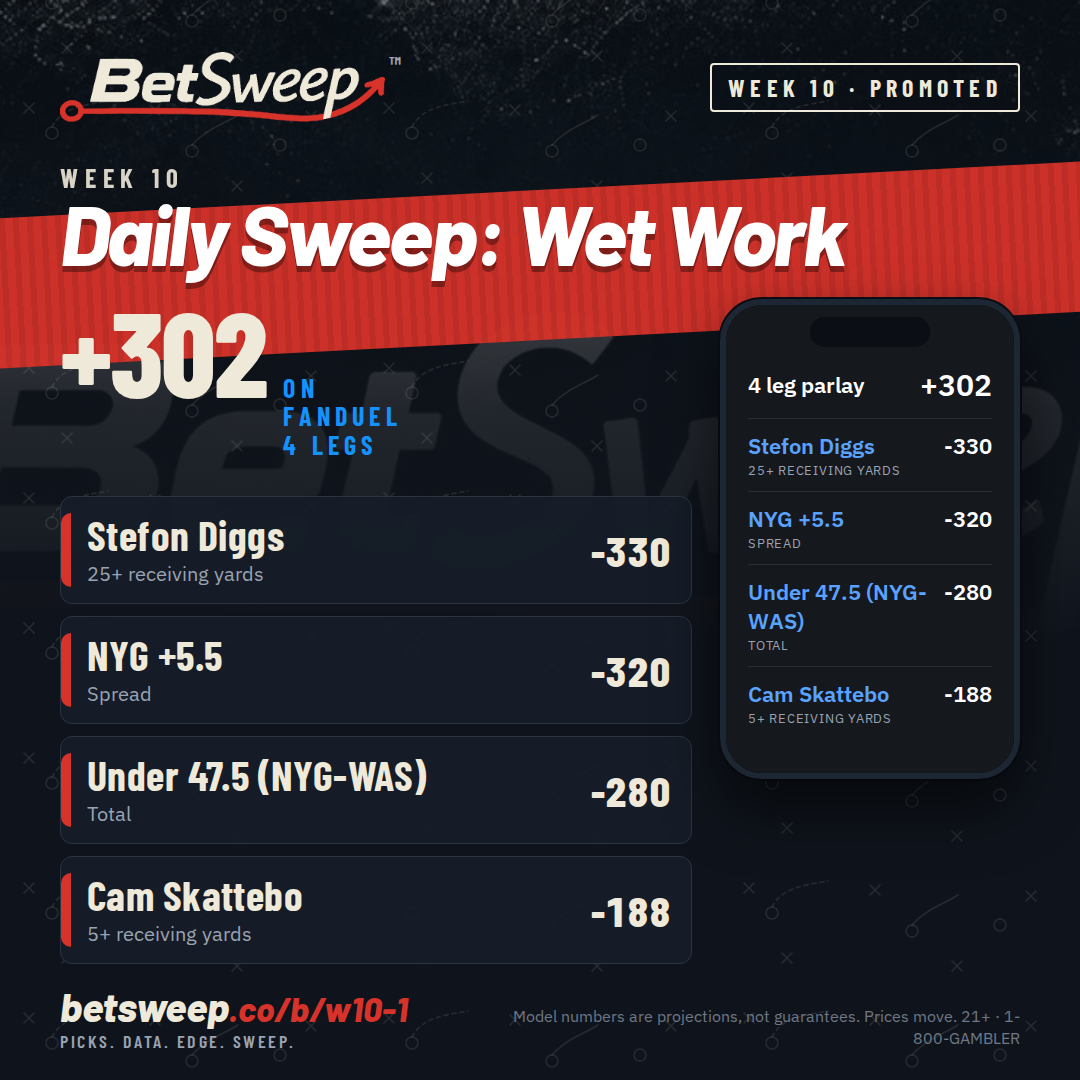 BetSweep™
WEEK 10 · PROMOTED
WEEK 10
Daily Sweep: Wet Work
+302
ON
FANDUEL
4 LEGS
Stefon Diggs
25+ receiving yards
-330
NYG +5.5
Spread
-320
Under 47.5 (NYG-WAS)
Total
-280
Cam Skattebo
5+ receiving yards
-188
4 leg parlay +302
Stefon Diggs -330
25+ RECEIVING YARDS
NYG +5.5 -320
SPREAD
Under 47.5 (NYG- -280
WAS)
TOTAL
Cam Skattebo -188
5+ RECEIVING YARDS
betsweep.co/b/w10-1
PICKS. DATA. EDGE. SWEEP.
Model numbers are projections, not guarantees. Prices move. 21+ · 1-
800-GAMBLER